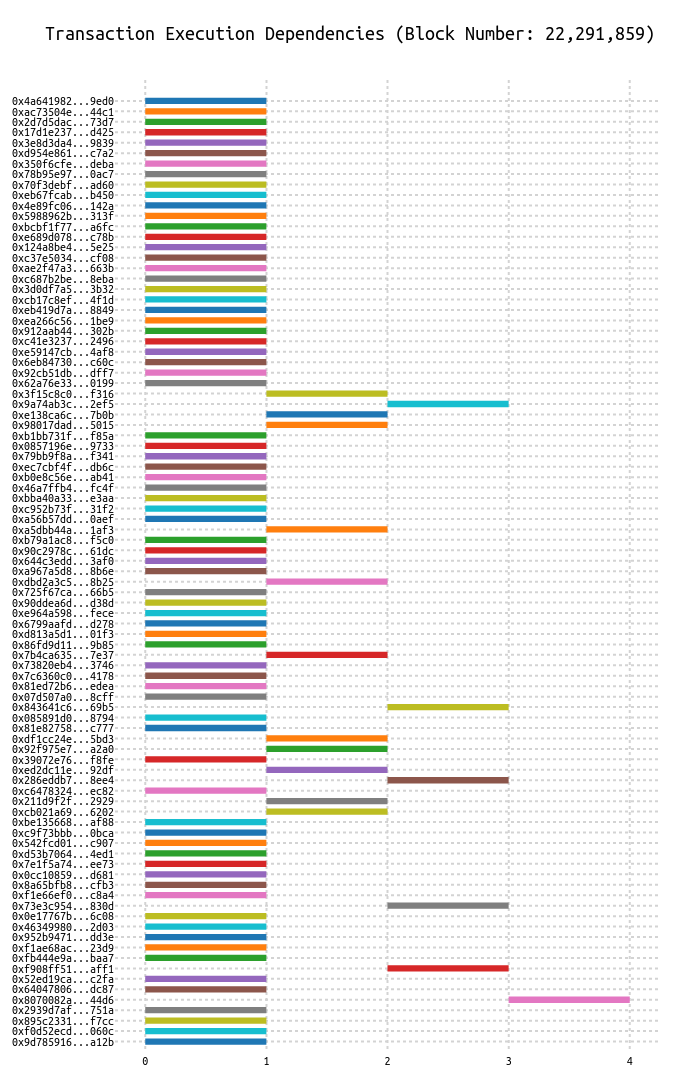 Transaction Execution Dependencies (Block Number: 22,291,859)
0x4a641982...9ed0
0xac73504e...44c1
0x2d7d5dac...73d7
0x17d1e237...d425
0x3e8d3da4...9839
0xd954e861...c7a2
0x350f6cfe...deba
0x78b95e97...0ac7
0x70f3debf...ad60
0xeb67fcab...b450
0x4e89fc06...142a
0x5988962b...313f
0xbcbf1f77...a6fc
0xe689d078...c78b
0x124a8be4...5e25
0xc37e5034...cf08
0xae2f47a3...663b
0xc687b2be...8eba
0x3d0df7a5...3b32
0xcb17c8ef...4f1d
0xeb419d7a...8849
0xea266c56...1be9
0x912aab44...302b
0xc41e3237...2496
0xe59147cb...4af8
0x6eb84730...c60c
0x92cb51db...dff7
0x62a76e33...0199
0x3f15c8c0...f316
0x9a74ab3c...2ef5
0xe138ca6c...7b0b
0x98017dad...5015
0xb1bb731f...f85a
0x0857196e...9733
0x79bb9f8a...f341
0xec7cbf4f...db6c
0xb0e8c56e...ab41
0x46a7ffb4...fc4f
0xbba40a33...e3aa
0xc952b73f...31f2
0xa56b57dd...0aef
0xa5dbb44a...1af3
0xb79a1ac8...f5c0
0x90c2978c...61dc
0x644c3edd...3af0
0xa967a5d8...8b6e
0xdbd2a3c5...8b25
0x725f67ca...66b5
0x90ddea6d...d38d
0xe964a598...fece
0x6799aafd...d278
0xd813a5d1...01f3
0x86fd9d11...9b85
0x7b4ca635...7e37
0x73820eb4...3746
0x7c6360c0...4178
0x81ed72b6...edea
0x07d507a0...8cff
0x843641c6...69b5
0x085891d0...8794
0x81e82758...c777
0xdf1cc24e...5bd3
0x92f975e7...a2a0
0x39072e76...f8fe
0xed2dc11e...92df
0x286eddb7...8ee4
0xc6478324...ec82
0x211d9f2f...2929
0xcb021a69...6202
0xbe135668...af88
0xc9f73bbb...0bca
0x542fcd01...c907
0xd53b7064...4ed1
0x7e1f5a74...ee73
0x0cc10859...d681
0x8a65bfb8...cfb3
0xf1e66ef0...c8a4
0x73e3c954...830d
0x0e17767b...6c08
0x46349980...2d03
0x952b9471...dd3e
0xf1ae68ac...23d9
0xfb444e9a...baa7
0xf908ff51...aff1
0x52ed19ca...c2fa
0x64047806...dc87
0x8070082a...44d6
0x2939d7af...751a
0x895c2331...f7cc
0xf0d52ecd...060c
0x9d785916...a12b
0 1 2 3 4